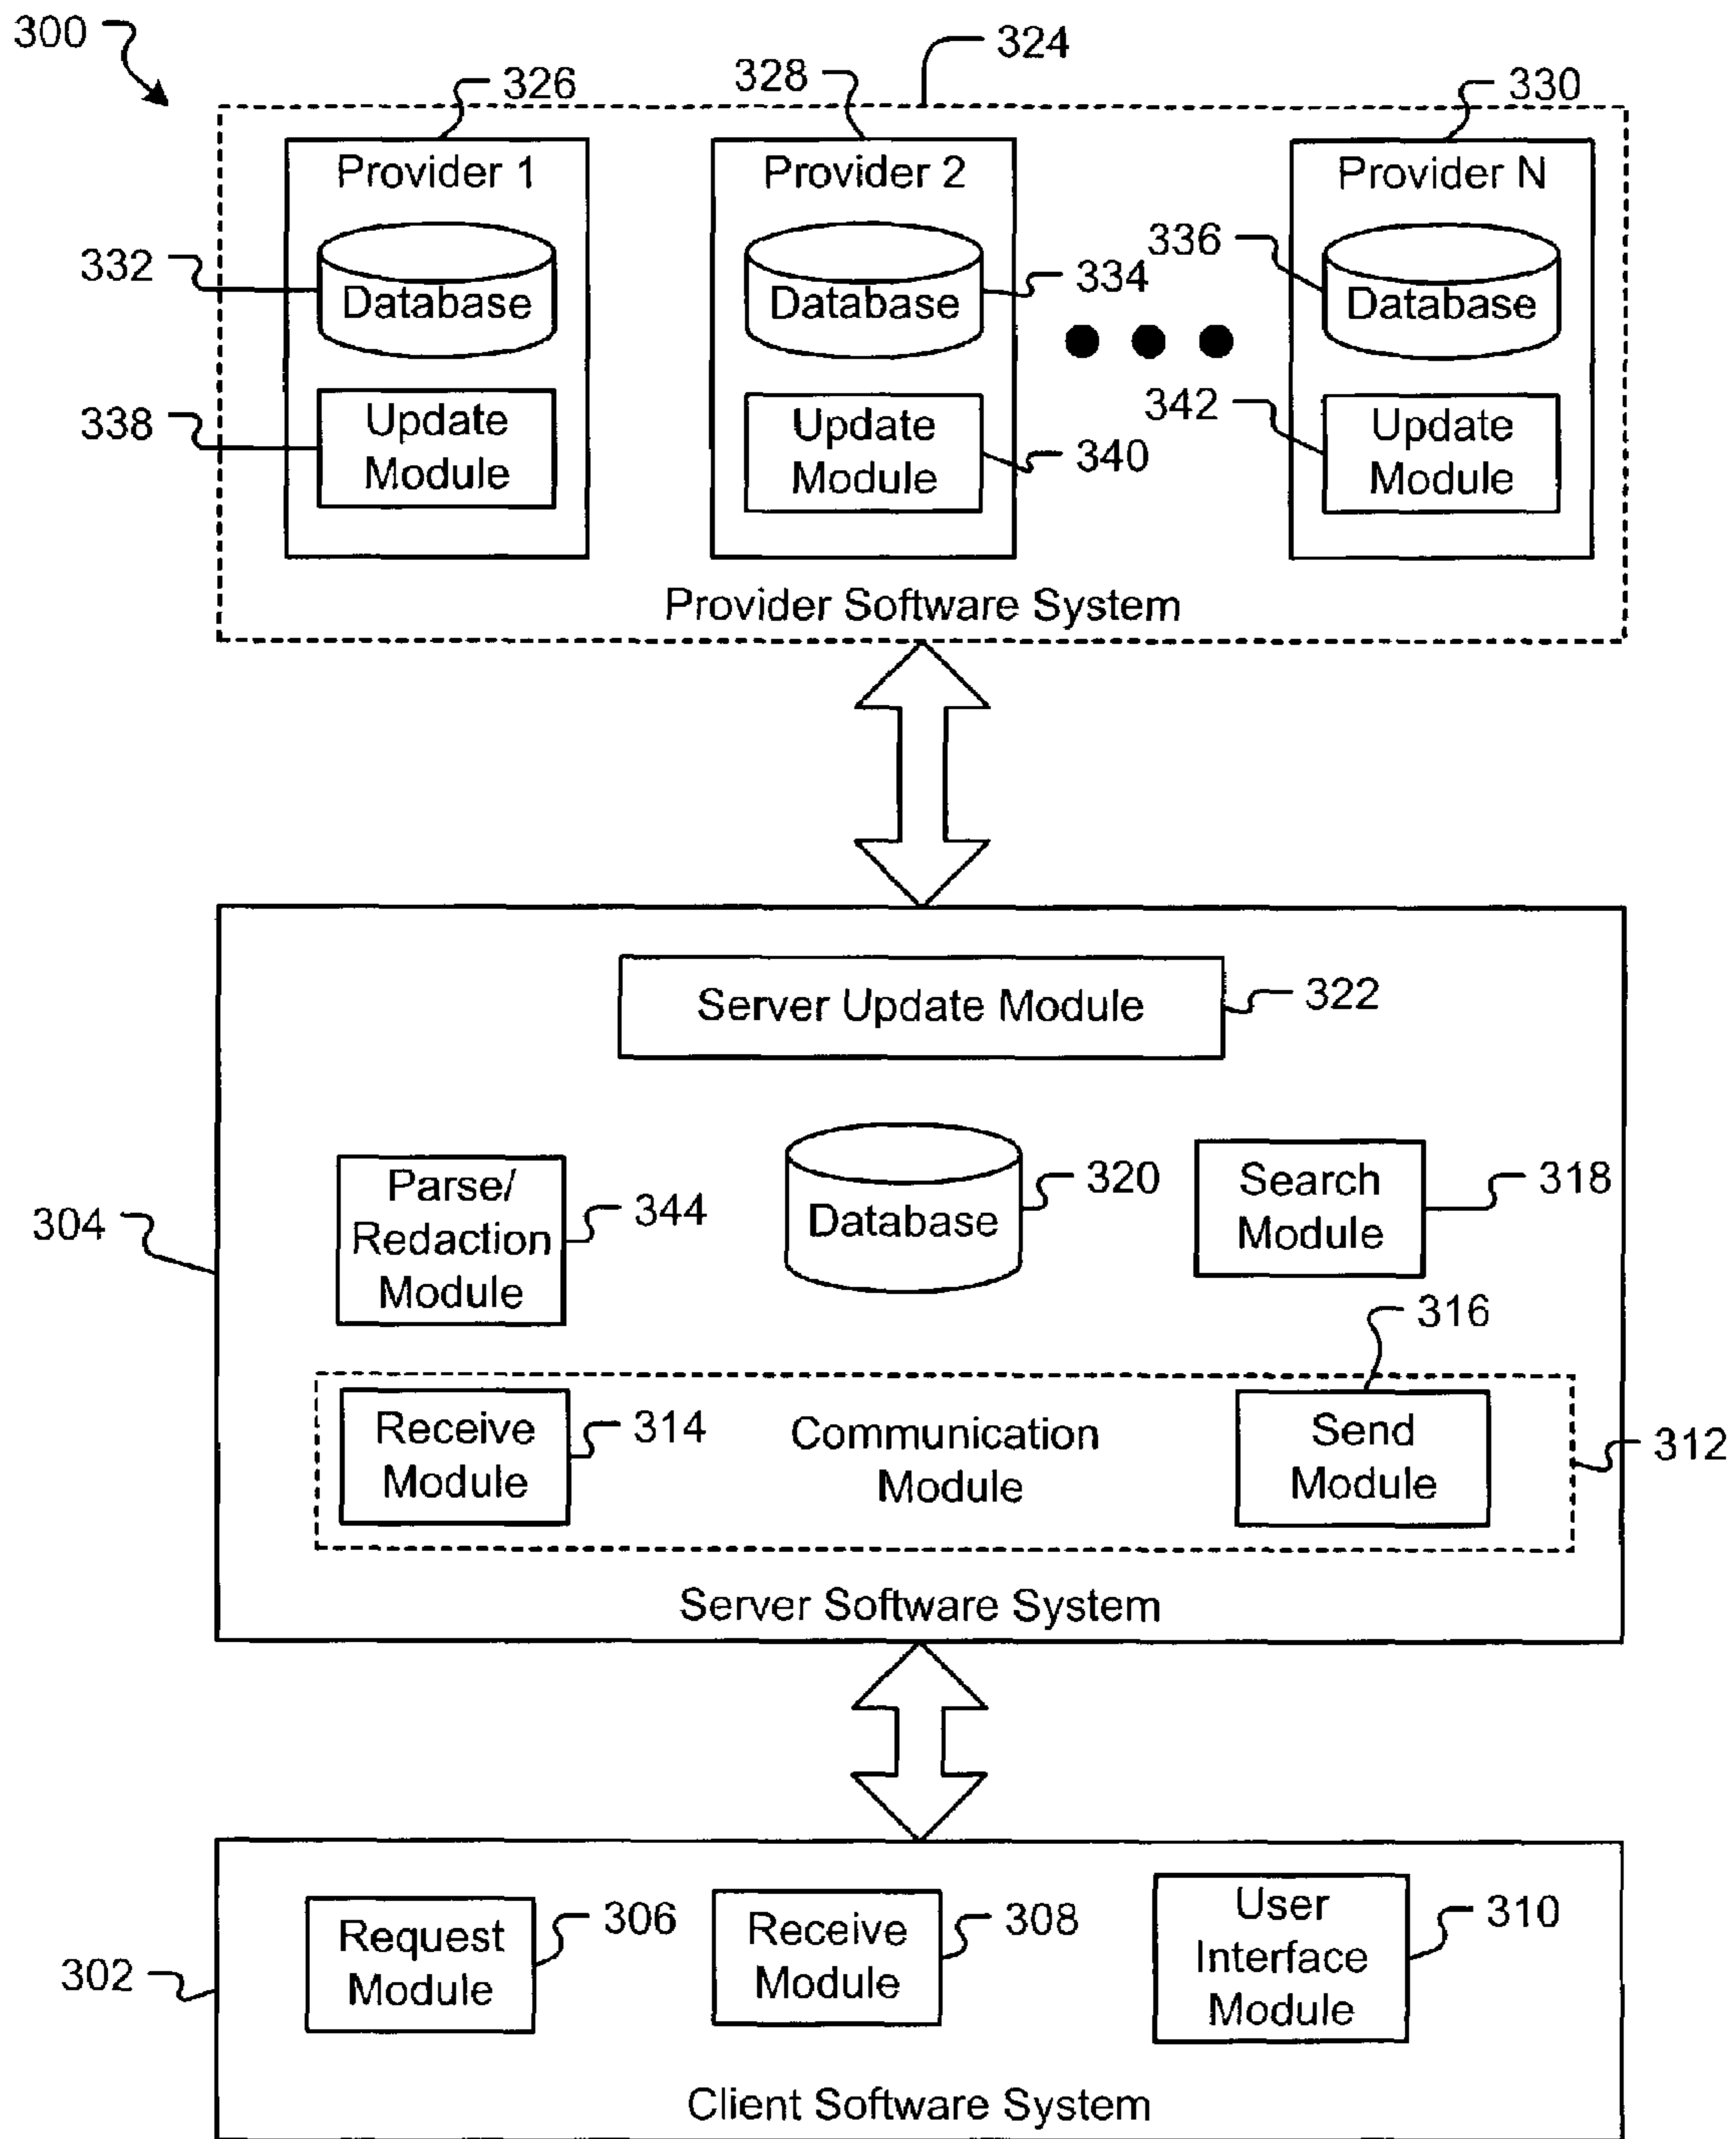 300
324
326
328
330
Provider 1
Provider 2
Provider N
332
Database
Database
334
336
Database
338
Update
Module
Update
Module
340
342
Update
Module
Provider Software System
Server Update Module
322
304
Parse/
Redaction
Module
344
Database
320
Search
Module
318
316
Receive
Module
314
Communication
Module
Send
Module
312
Server Software System
302
Request
Module
306
Receive
Module
308
User
Interface
Module
310
Client Software System